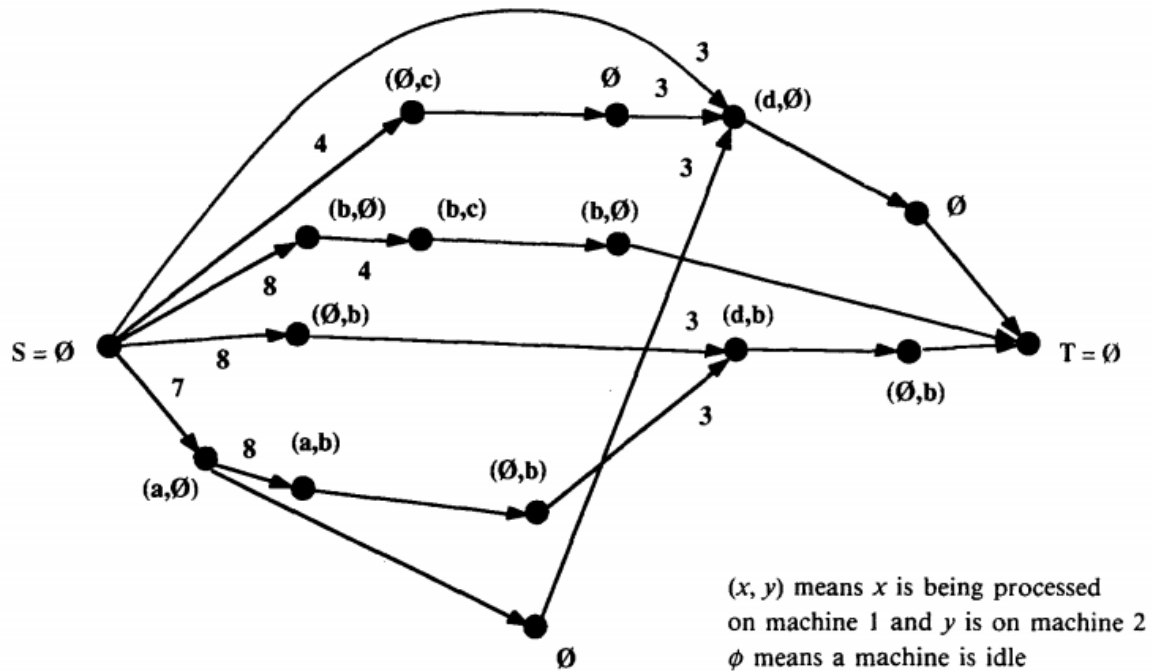 3
(Ø,c)
Ø
3
(d,Ø)
4
3
(b,Ø)
(b,c)
(b,Ø)
Ø
8
4
(Ø,b)
3
(d,b)
S = Ø
8
T = Ø
7
(Ø,b)
8
(a,b)
3
(Ø,b)
(a,Ø)
(x, y) means x is being processed
on machine 1 and y is on machine 2
ϕ means a machine is idle
Ø